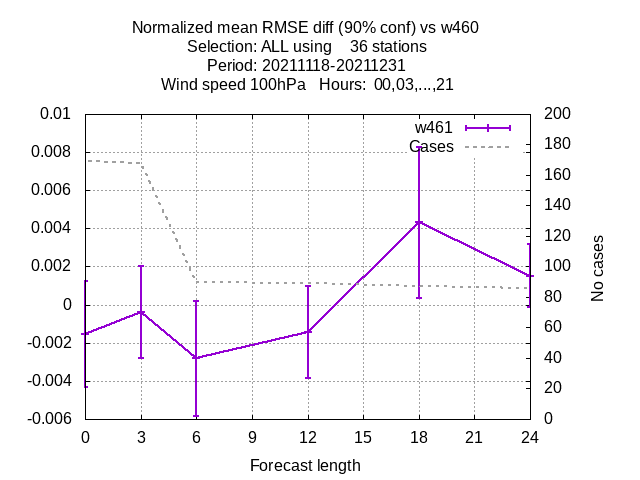 Normalized mean RMSE diff (90% conf) vs w460
Selection: ALL using    36 stations
Period: 20211118-20211231
Wind speed 100hPa   Hours:  00,03,...,21
0.01
0.008
0.006
0.004
0.002
0
-0.002
-0.004
-0.006
w461
Cases
200
180
160
140
120
100
80
60
40
20
0
No cases
0 3 6 9 12 15 18 21 24
Forecast length